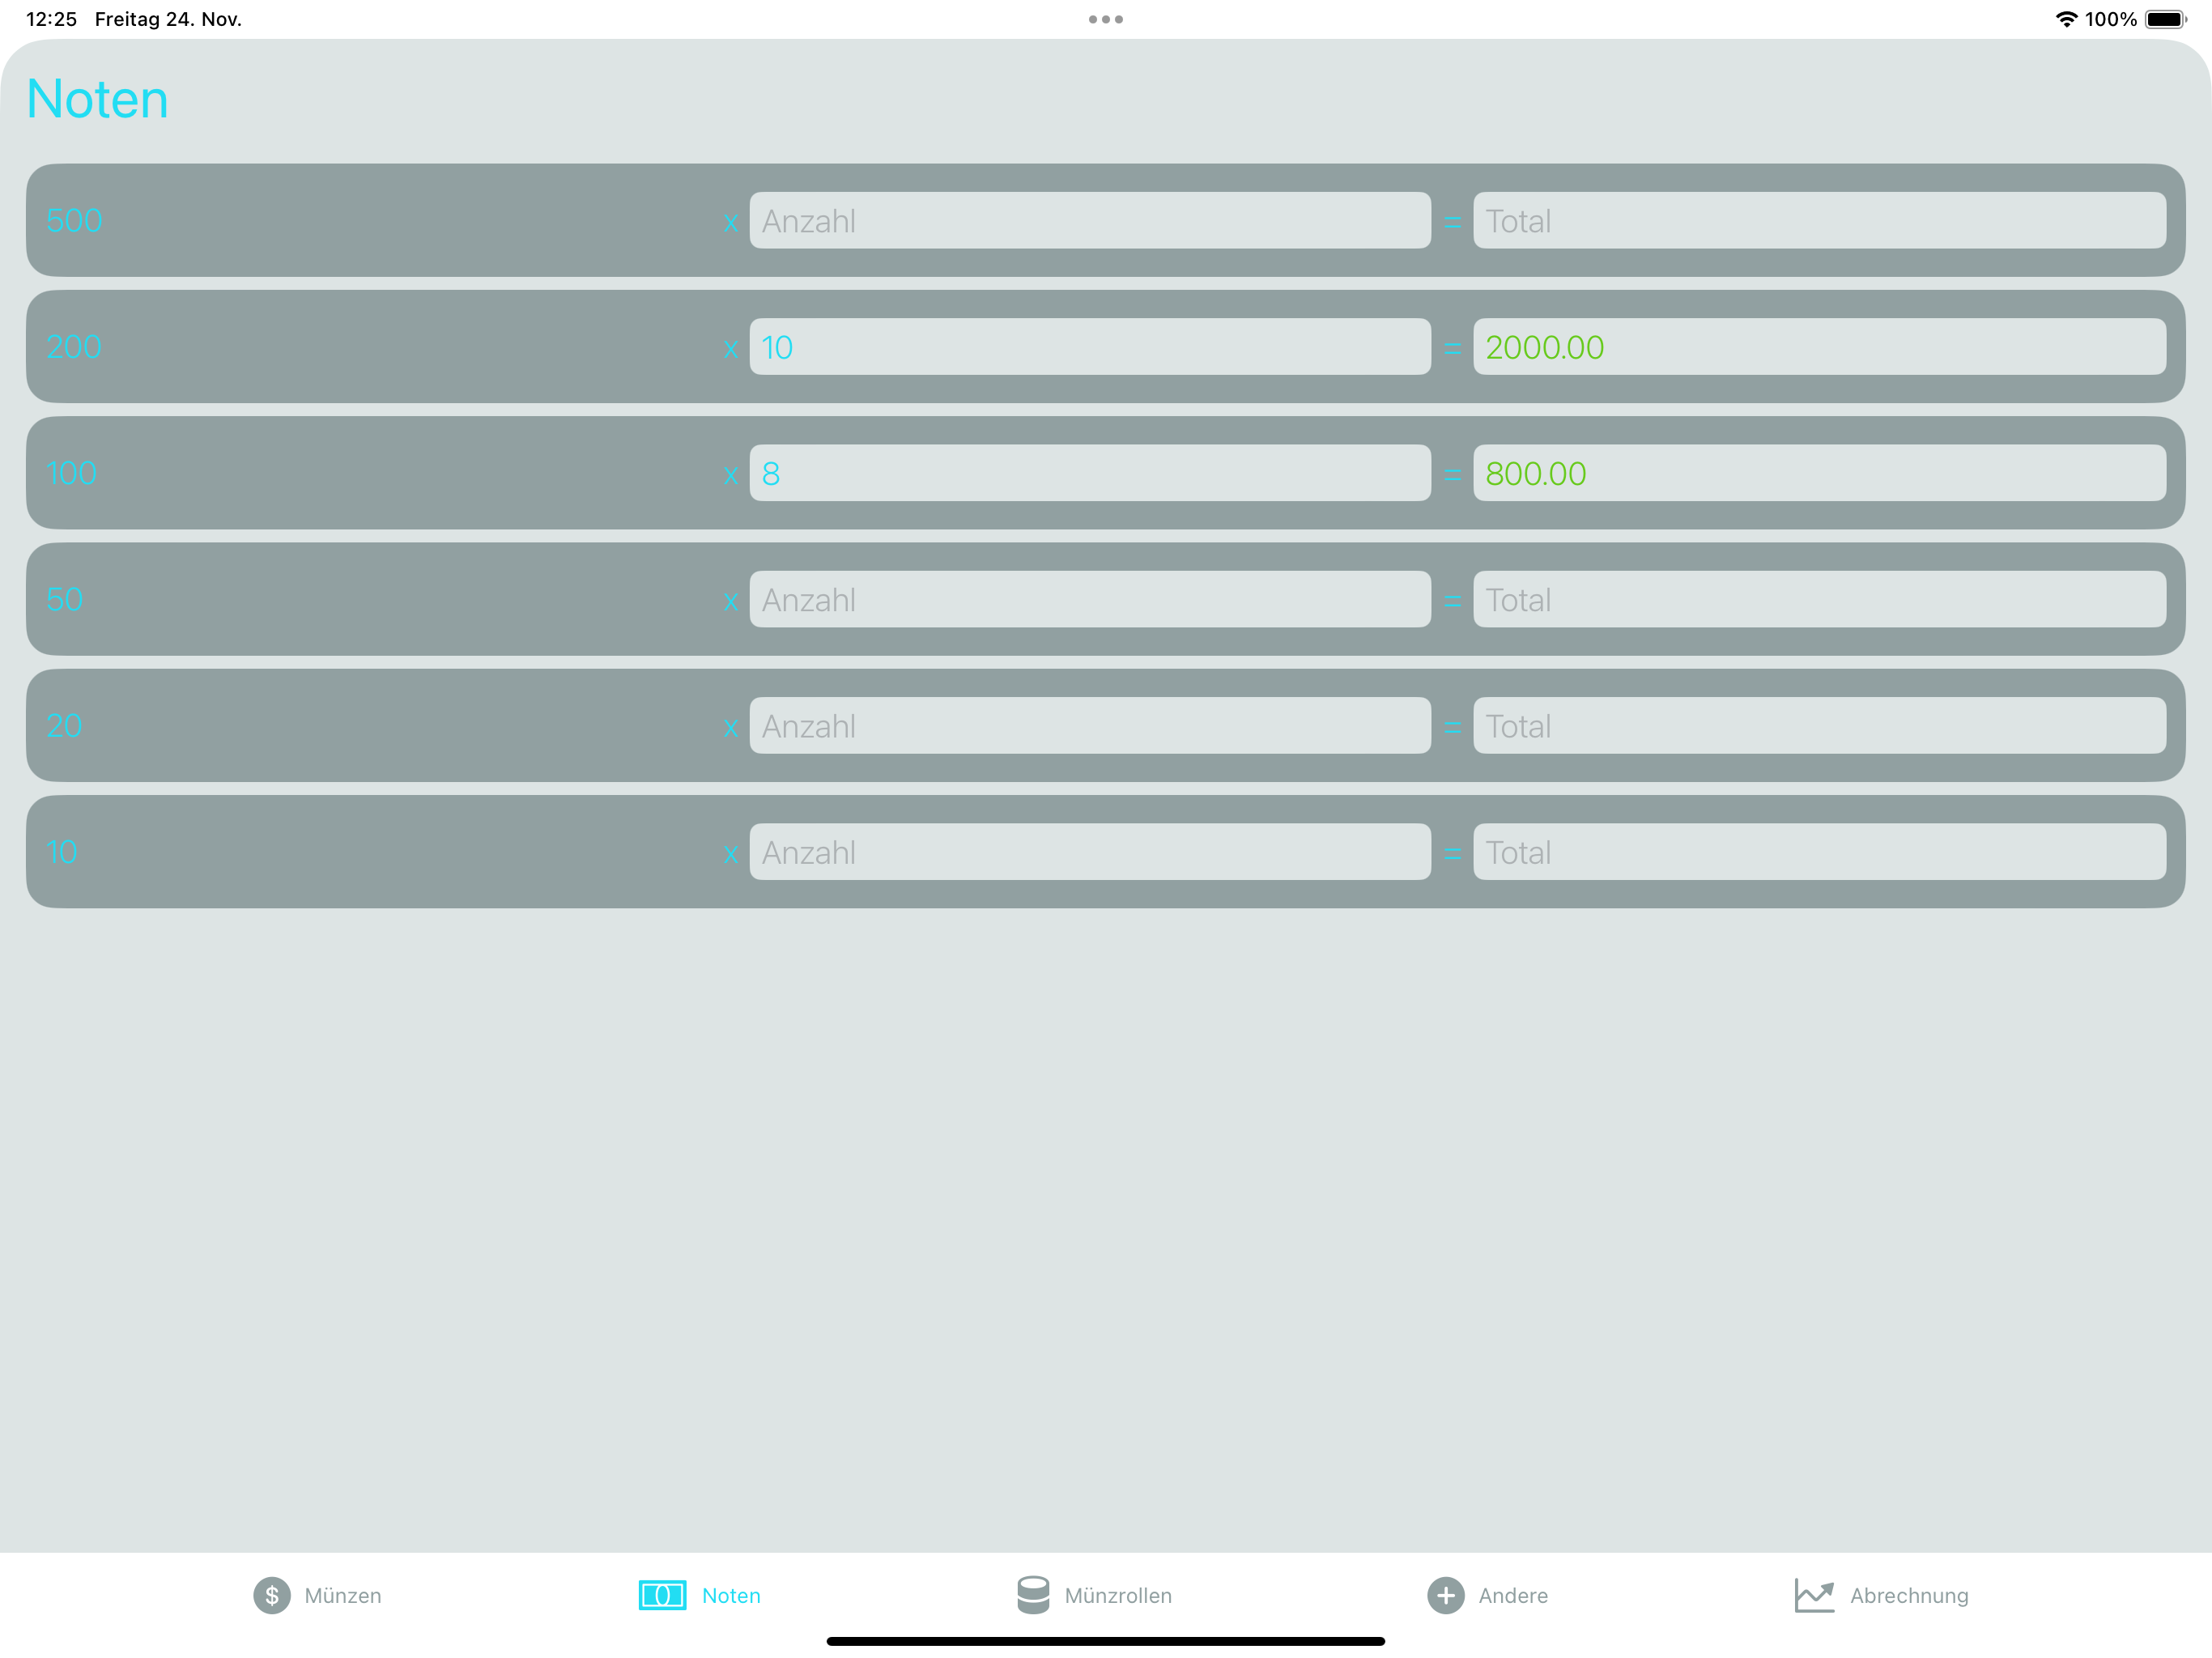 12:25 Freitag 24. Nov. 100%
Noten
500 x Anzahl = Total
200 x 10 = 2000.00
100 x 8 = 800.00
50 x Anzahl = Total
20 x Anzahl = Total
10 x Anzahl = Total
Münzen Noten Münzrollen Andere Abrechnung